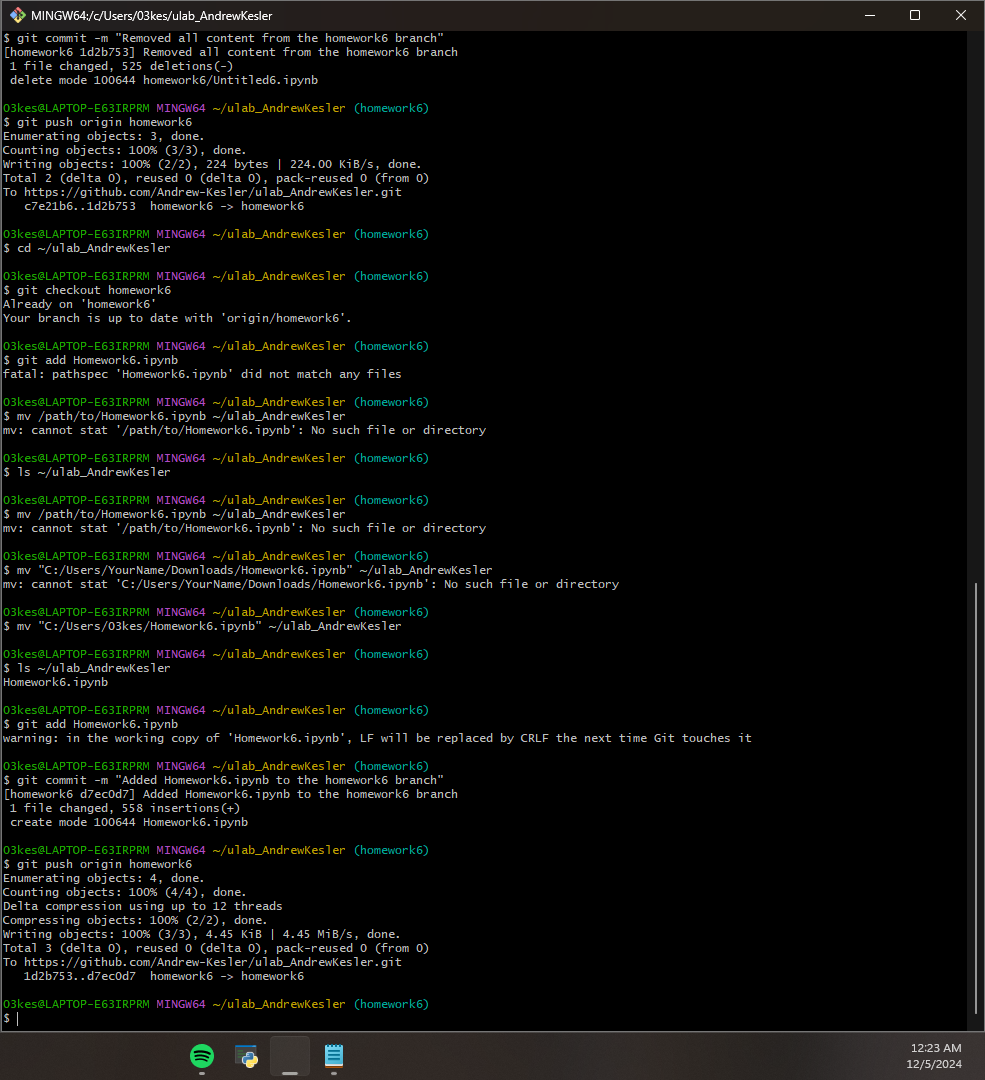 MINGW64:/c/Users/03kes/ulab_AndrewKesler
$ git commit -m "Removed all content from the homework6 branch"
[homework6 1d2b753] Removed all content from the homework6 branch
 1 file changed, 525 deletions(-)
 delete mode 100644 homework6/Untitled6.ipynb

03kes@LAPTOP-E63IRPRM MINGW64 ~/ulab_AndrewKesler (homework6)
$ git push origin homework6
Enumerating objects: 3, done.
Counting objects: 100% (3/3), done.
Writing objects: 100% (2/2), 224 bytes | 224.00 KiB/s, done.
Total 2 (delta 0), reused 0 (delta 0), pack-reused 0 (from 0)
To https://github.com/Andrew-Kesler/ulab_AndrewKesler.git
   c7e21b6..1d2b753  homework6 -> homework6

03kes@LAPTOP-E63IRPRM MINGW64 ~/ulab_AndrewKesler (homework6)
$ cd ~/ulab_AndrewKesler

03kes@LAPTOP-E63IRPRM MINGW64 ~/ulab_AndrewKesler (homework6)
$ git checkout homework6
Already on 'homework6'
Your branch is up to date with 'origin/homework6'.

03kes@LAPTOP-E63IRPRM MINGW64 ~/ulab_AndrewKesler (homework6)
$ git add Homework6.ipynb
fatal: pathspec 'Homework6.ipynb' did not match any files

03kes@LAPTOP-E63IRPRM MINGW64 ~/ulab_AndrewKesler (homework6)
$ mv /path/to/Homework6.ipynb ~/ulab_AndrewKesler
mv: cannot stat '/path/to/Homework6.ipynb': No such file or directory

03kes@LAPTOP-E63IRPRM MINGW64 ~/ulab_AndrewKesler (homework6)
$ ls ~/ulab_AndrewKesler

03kes@LAPTOP-E63IRPRM MINGW64 ~/ulab_AndrewKesler (homework6)
$ mv /path/to/Homework6.ipynb ~/ulab_AndrewKesler
mv: cannot stat '/path/to/Homework6.ipynb': No such file or directory

03kes@LAPTOP-E63IRPRM MINGW64 ~/ulab_AndrewKesler (homework6)
$ mv "C:/Users/YourName/Downloads/Homework6.ipynb" ~/ulab_AndrewKesler
mv: cannot stat 'C:/Users/YourName/Downloads/Homework6.ipynb': No such file or directory

03kes@LAPTOP-E63IRPRM MINGW64 ~/ulab_AndrewKesler (homework6)
$ mv "C:/Users/03kes/Homework6.ipynb" ~/ulab_AndrewKesler

03kes@LAPTOP-E63IRPRM MINGW64 ~/ulab_AndrewKesler (homework6)
$ ls ~/ulab_AndrewKesler
Homework6.ipynb

03kes@LAPTOP-E63IRPRM MINGW64 ~/ulab_AndrewKesler (homework6)
$ git add Homework6.ipynb
warning: in the working copy of 'Homework6.ipynb', LF will be replaced by CRLF the next time Git touches it

03kes@LAPTOP-E63IRPRM MINGW64 ~/ulab_AndrewKesler (homework6)
$ git commit -m "Added Homework6.ipynb to the homework6 branch"
[homework6 d7ec0d7] Added Homework6.ipynb to the homework6 branch
 1 file changed, 558 insertions(+)
 create mode 100644 Homework6.ipynb

03kes@LAPTOP-E63IRPRM MINGW64 ~/ulab_AndrewKesler (homework6)
$ git push origin homework6
Enumerating objects: 4, done.
Counting objects: 100% (4/4), done.
Delta compression using up to 12 threads
Compressing objects: 100% (2/2), done.
Writing objects: 100% (3/3), 4.45 KiB | 4.45 MiB/s, done.
Total 3 (delta 0), reused 0 (delta 0), pack-reused 0 (from 0)
To https://github.com/Andrew-Kesler/ulab_AndrewKesler.git
   1d2b753..d7ec0d7  homework6 -> homework6

03kes@LAPTOP-E63IRPRM MINGW64 ~/ulab_AndrewKesler (homework6)
$
12:23 AM
12/5/2024